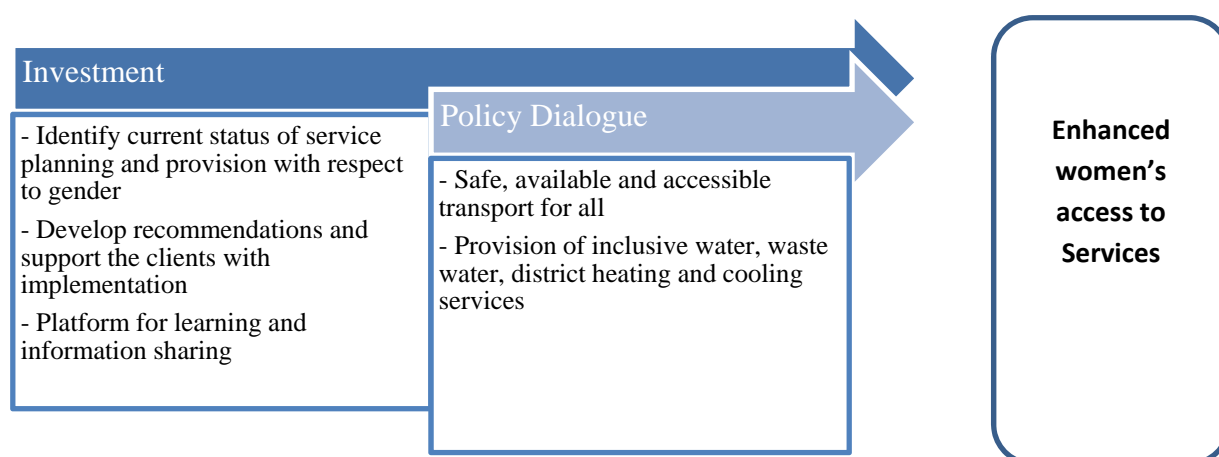 Investment
- Identify current status of service
planning and provision with respect
to gender
- Develop recommendations and
support the clients with
implementation
- Platform for learning and
information sharing
Policy Dialogue
- Safe, available and accessible
transport for all
- Provision of inclusive water, waste
water, district heating and cooling
services
Enhanced
women’s
access to
Services